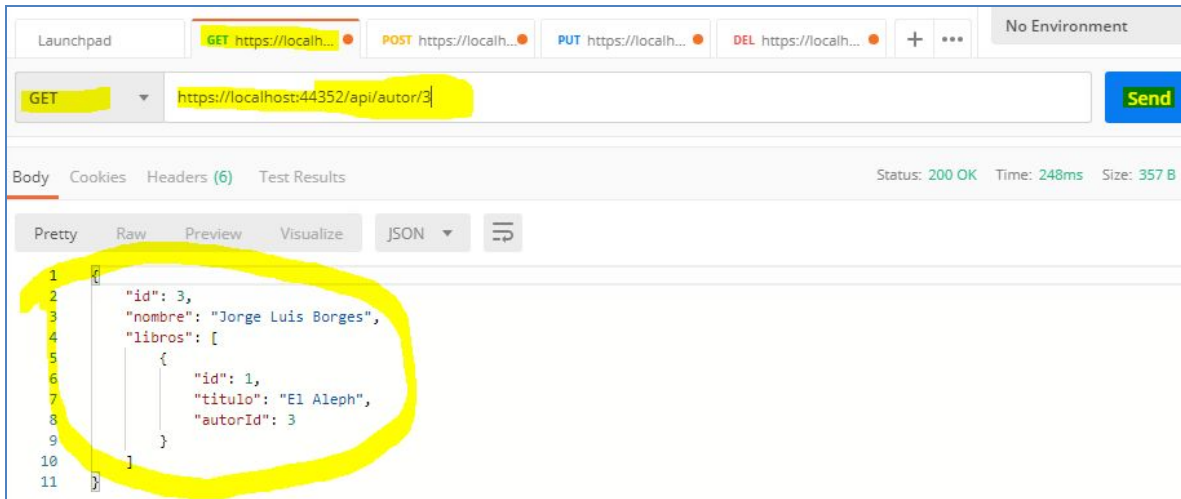 Launchpad
GET https://localh...
POST https://localh...
PUT https://localh...
DEL https://localh...
+ •••
No Environment
GET
https://localhost:44352/api/autor/3
Send
Body Cookies Headers (6) Test Results
Status: 200 OK Time: 248ms Size: 357 B
Pretty Raw Preview Visualize JSON
1 {
2 "id": 3,
3 "nombre": "Jorge Luis Borges",
4 "libros": [
5 {
6 "id": 1,
7 "titulo": "El Aleph",
8 "autorId": 3
9 }
10 ]
11 }